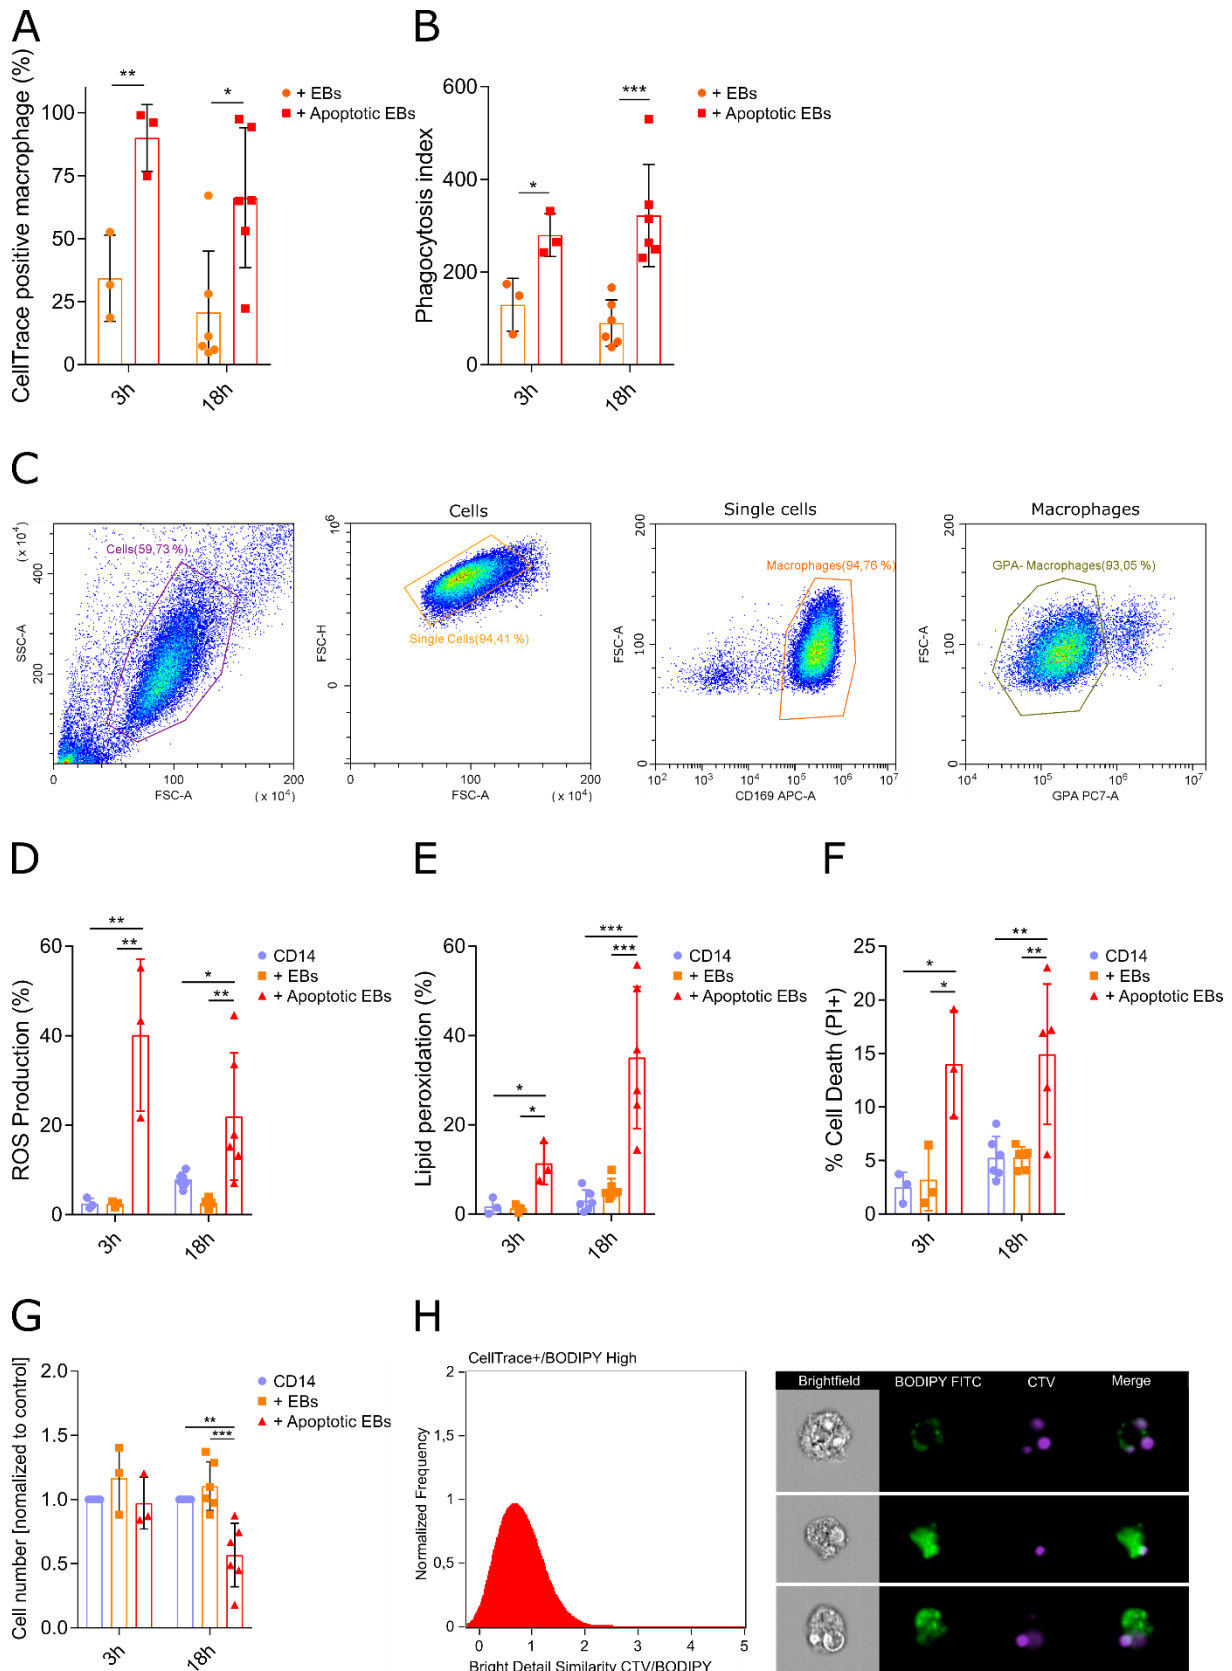 A
B
CellTrace positive macrophage (%)
100
75
50
25
0
**
*
3h
18h
+ EBs
+ Apoptotic EBs
Phagocytosis index
600
400
200
0
*
***
3h
18h
+ EBs
+ Apoptotic EBs
C
Cells
Single cells
Macrophages
(x 10⁴)
SSC-A
400
200
Cells(59,73 %)
0
100
200
FSC-A
(x 10⁴)
10⁶
FSC-H
0
Single Cells(94,41 %)
0
100
200
FSC-A
(x 10⁴)
200
FSC-A
100
0
Macrophages(94,76 %)
10²
10³
10⁴
10⁵
10⁶
10⁷
CD169 APC-A
200
FSC-A
100
0
GPA- Macrophages(93,05 %)
10⁴
10⁵
10⁶
10⁷
GPA PC7-A
D
E
F
ROS Production (%)
60
40
20
0
**
**
*
**
3h
18h
CD14
+ EBs
+ Apoptotic EBs
Lipid peroxidation (%)
60
40
20
0
*
*
***
***
3h
18h
CD14
+ EBs
+ Apoptotic EBs
% Cell Death (PI+)
25
20
15
10
5
0
*
*
**
**
3h
18h
CD14
+ EBs
+ Apoptotic EBs
G
H
Cell number [nomalized to control]
2.0
1.5
1.0
0.5
0.0
**
***
3h
18h
CD14
+ EBs
+ Apoptotic EBs
CellTrace+/BODIPY High
Normalized Frequency
2
1,5
1
0,5
0
0
1
2
3
4
5
Bright Detail Similarity CTV/BODIPY
Brightfield
BODIPY FITC
CTV
Merge